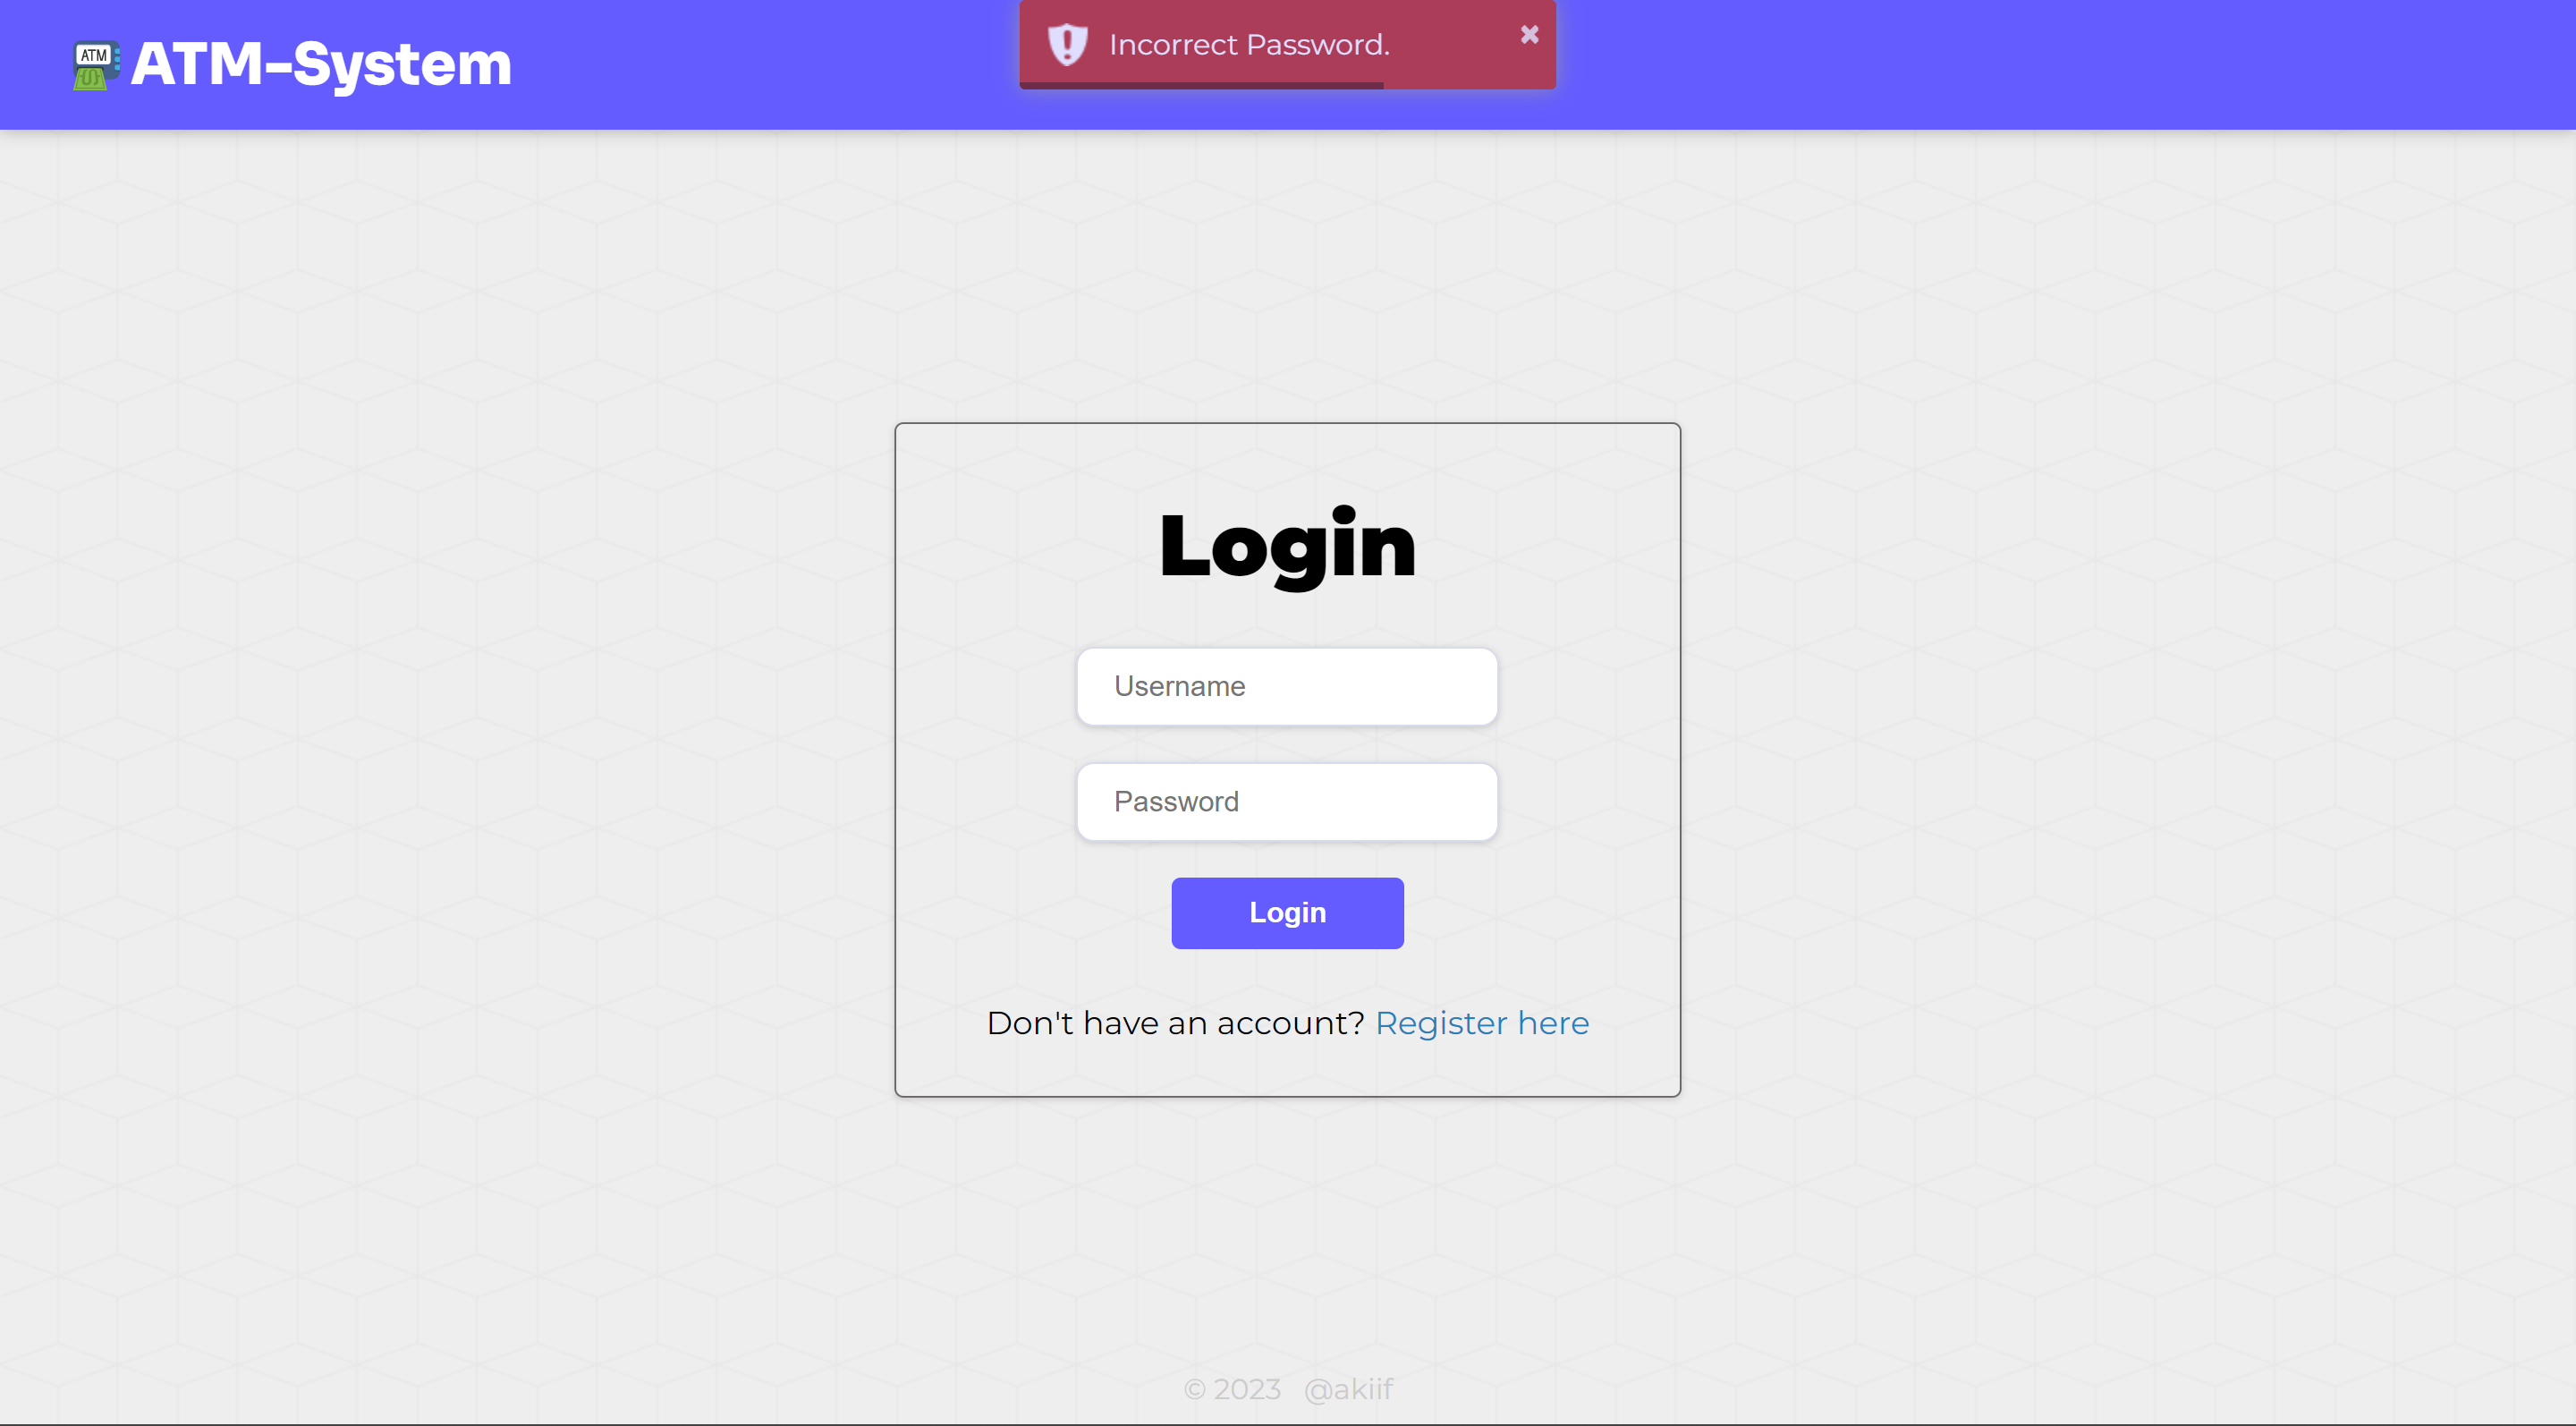 ATM
ATM-System
Incorrect Password.
Login
Username
Password
Login
Don't have an account? Register here
© 2023 @akiif